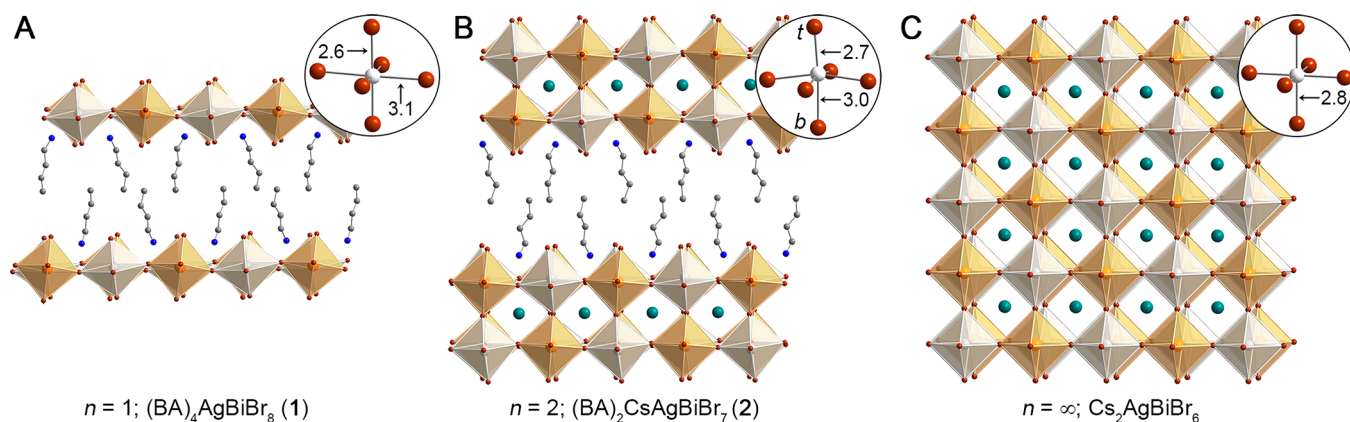 A
2.6
3.1
n = 1; (BA)₄AgBiBr₈ (1)
B
t
2.7
3.0
b
n = 2; (BA)₂CsAgBiBr₇ (2)
C
2.8
n = ∞; Cs₂AgBiBr₆